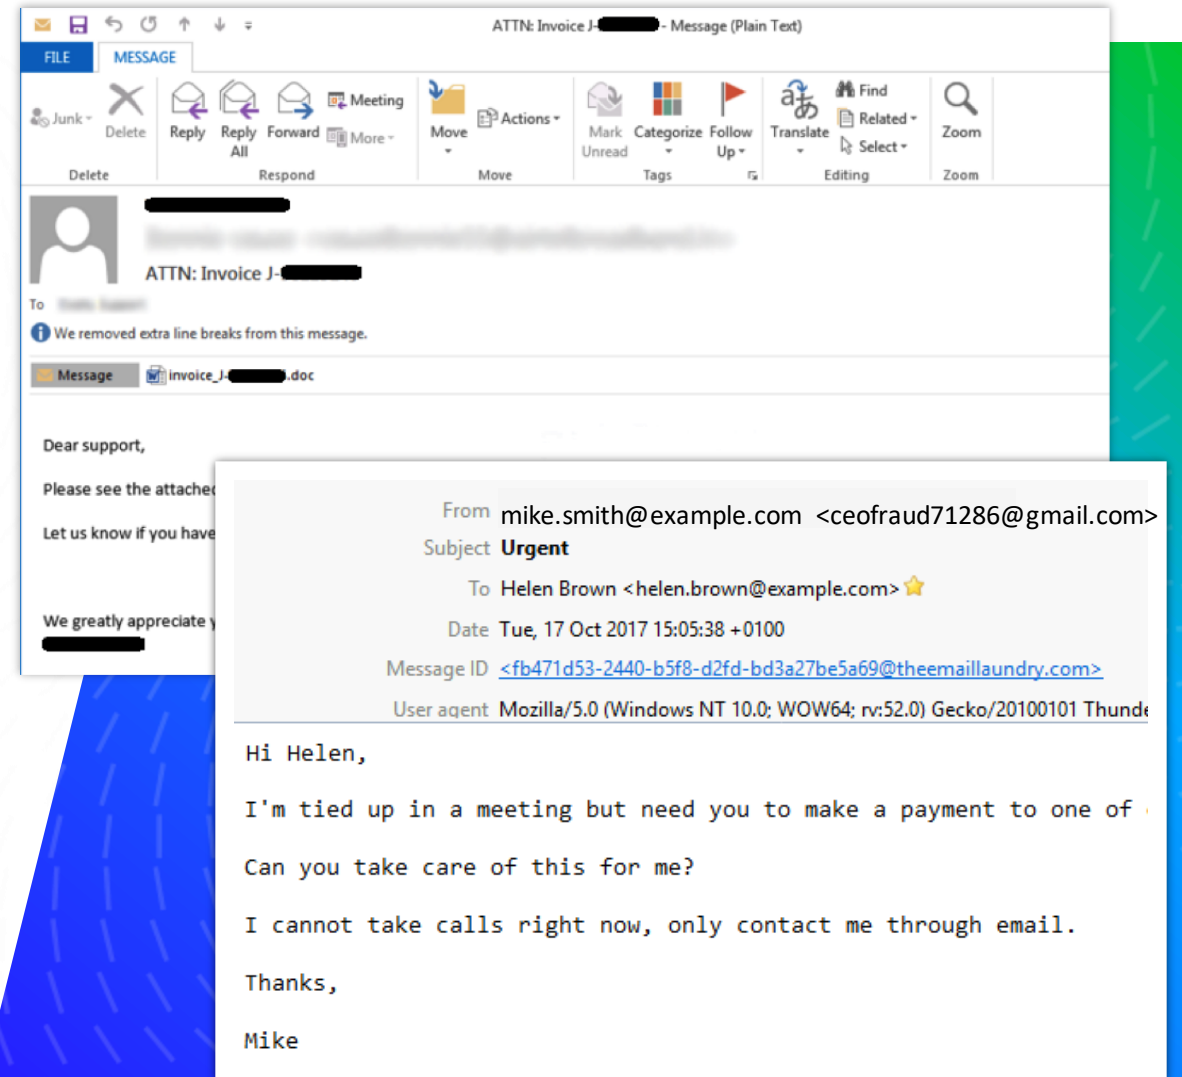 ATTN: Invoice J- - Message (Plain Text)
FILE MESSAGE
Junk
Delete
Reply
Reply All
Forward
Meeting
More
Move
Actions
Mark Unread
Categorize
Follow Up
Translate
Find
Related
Select
Zoom
Delete Respond Move Tags Editing Zoom
ATTN: Invoice J-
To
We removed extra line breaks from this message.
Message invoice_J- .doc
Dear support,
Please see the attached
Let us know if you have
We greatly appreciate
From mike.smith@example.com <ceofraud71286@gmail.com>
Subject Urgent
To Helen Brown <helen.brown@example.com>
Date Tue, 17 Oct 2017 15:05:38 +0100
Message ID <fb471d53-2440-b5f8-d2fd-bd3a27be5a69@theemaillaundry.com>
User agent Mozilla/5.0 (Windows NT 10.0; WOW64; rv:52.0) Gecko/20100101 Thunde
Hi Helen,
I'm tied up in a meeting but need you to make a payment to one of
Can you take care of this for me?
I cannot take calls right now, only contact me through email.
Thanks,
Mike